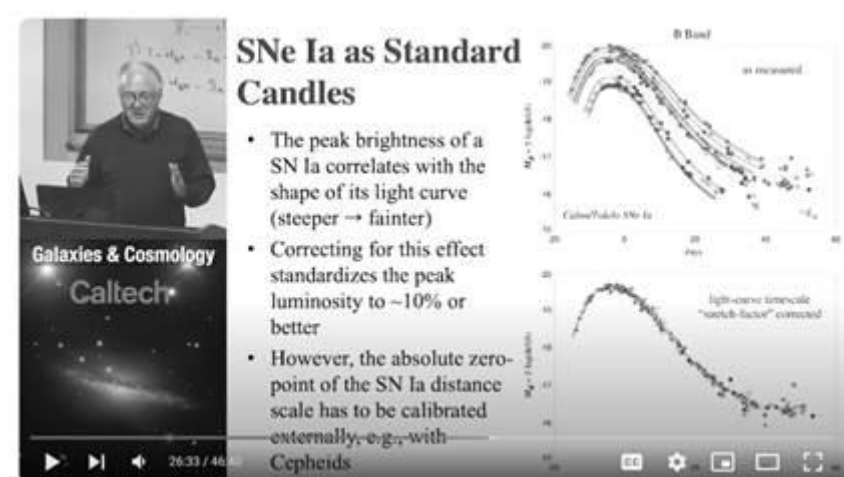 SNe Ia as Standard
Candles
• The peak brightness of a
SN Ia correlates with the
shape of its light curve
(steeper → fainter)
• Correcting for this effect
standardizes the peak
luminosity to ~10% or
better
• However, the absolute zero-
point of the SN Ia distance
scale has to be calibrated
externally, e.g., with
Cepheids
Galaxies & Cosmology
Caltech
B Band
as measured
SNe Ia
light-curve timescale
"stretch-factor" corrected
26:33 / 46:
CC